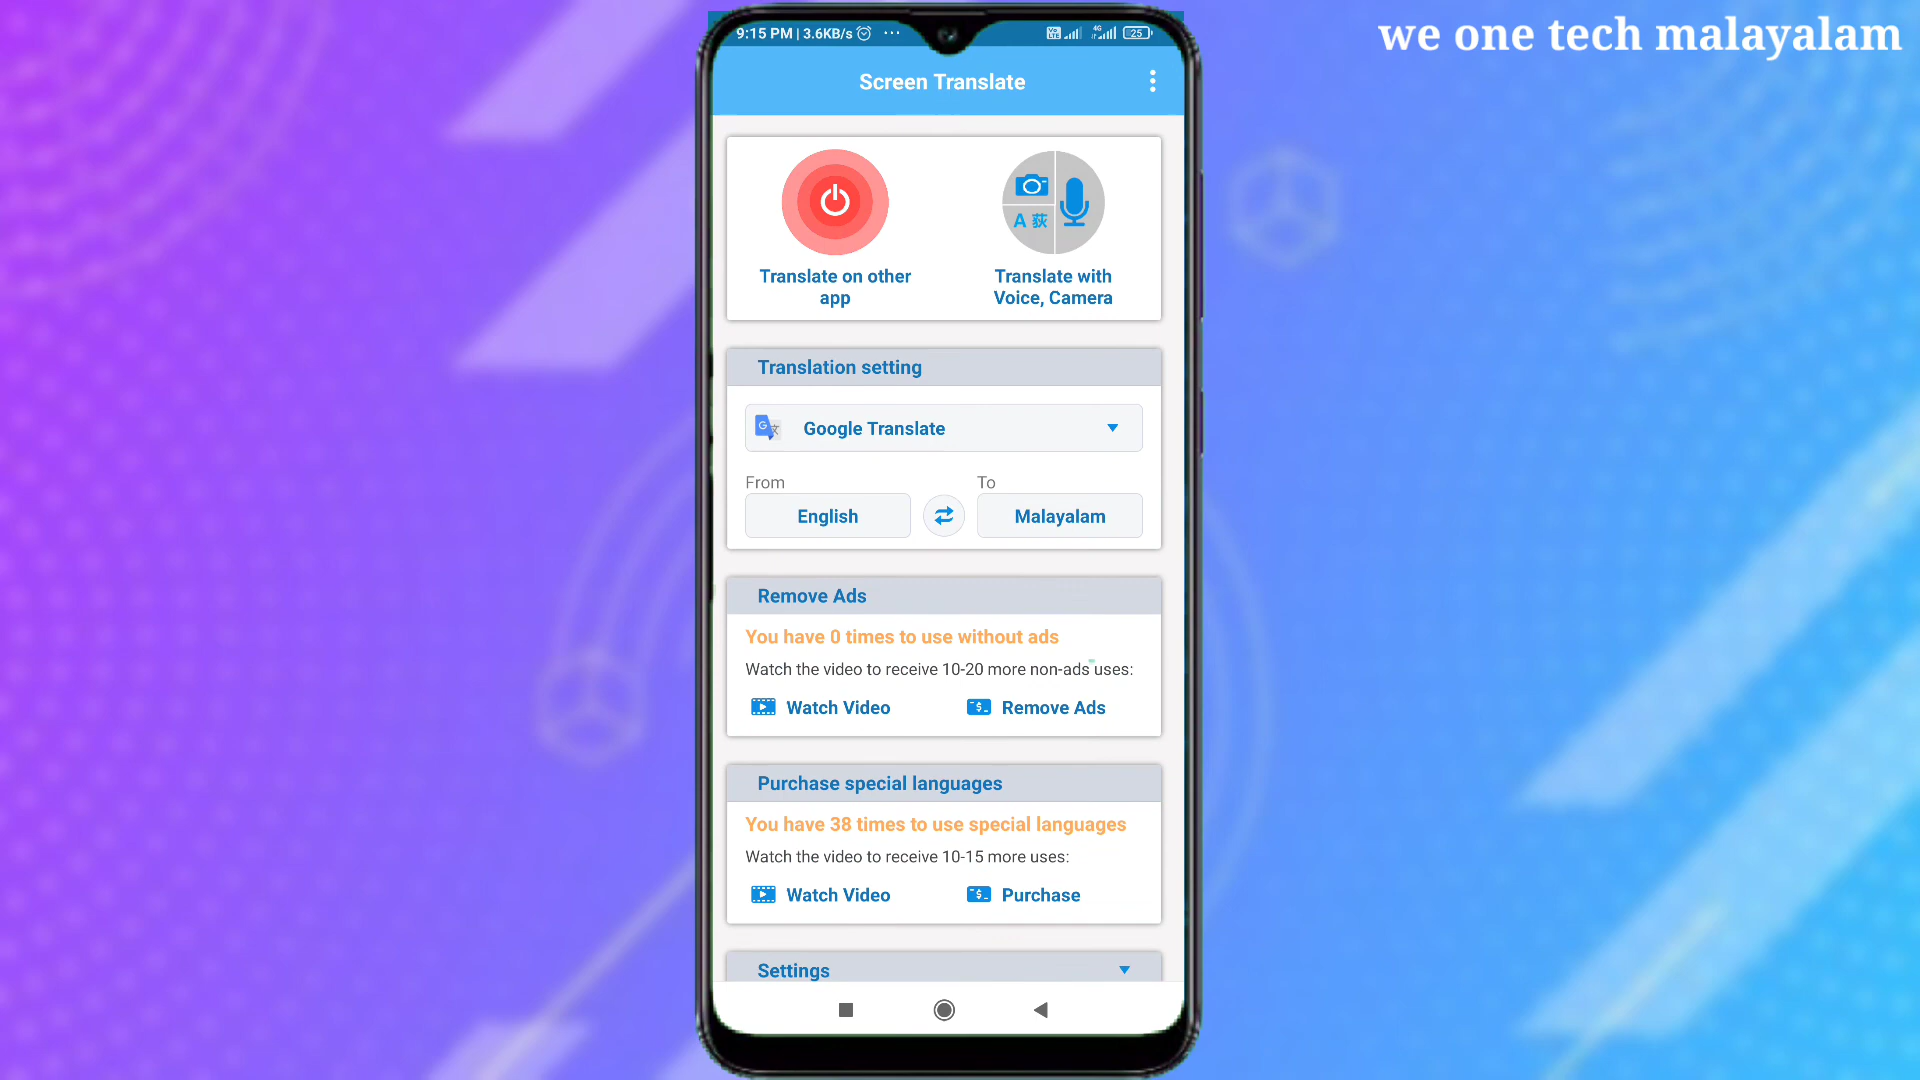 we one tech malayalam
9:15 PM | 3.6KB/s ...
4G
25
Screen Translate
A 荻
Translate on other
app
Translate with
Voice, Camera
Translation setting
Google Translate
From
To
English
Malayalam
Remove Ads
You have 0 times to use without ads
Watch the video to receive 10-20 more non-ads uses:
Watch Video
Remove Ads
Purchase special languages
You have 38 times to use special languages
Watch the video to receive 10-15 more uses:
Watch Video
Purchase
Settings